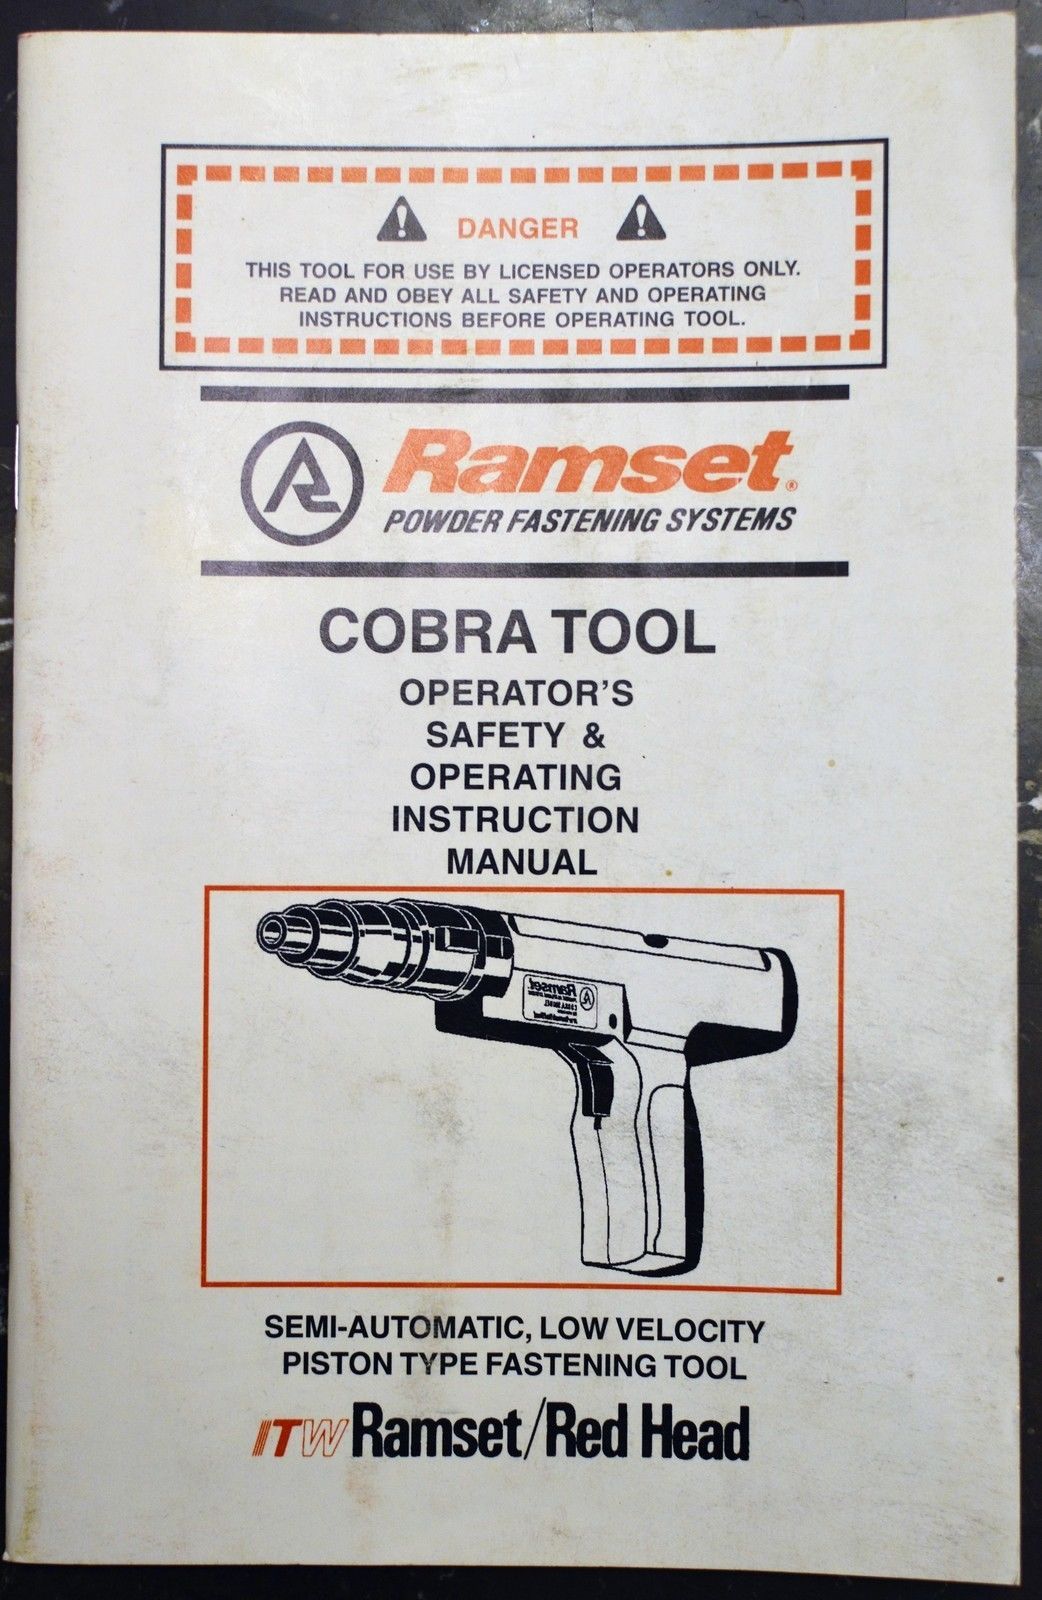 DANGER
THIS TOOL FOR USE BY LICENSED OPERATORS ONLY.
READ AND OBEY ALL SAFETY AND OPERATING
INSTRUCTIONS BEFORE OPERATING TOOL.
Ramset®
POWDER FASTENING SYSTEMS
COBRA TOOL
OPERATOR'S
SAFETY &
OPERATING
INSTRUCTION
MANUAL
Ramset
SEMI-AUTOMATIC, LOW VELOCITY
PISTON TYPE FASTENING TOOL
ITW Ramset/Red Head